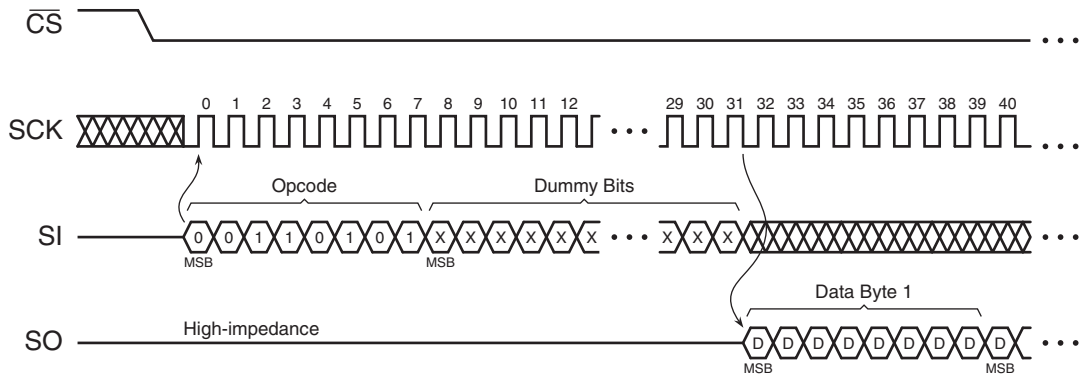 CS
0 1 2 3 4 5 6 7 8 9 10 11 12 29 30 31 32 33 34 35 36 37 38 39 40
SCK
Opcode Dummy Bits
SI 0 0 1 1 0 1 0 1 X X X X X X X X X
MSB MSB
Data Byte 1
High-impedance
SO D D D D D D D D D
MSB MSB